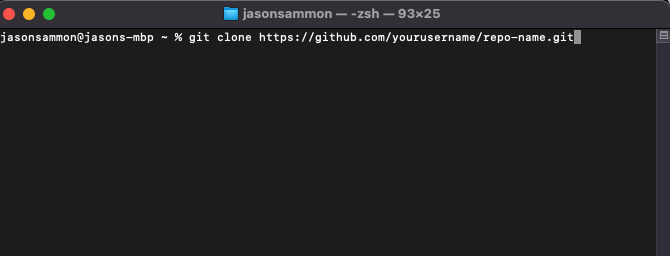 jasonsammon — -zsh — 93×25
jasonsammon@jasons-mbp ~ % git clone https://github.com/yourusername/repo-name.git